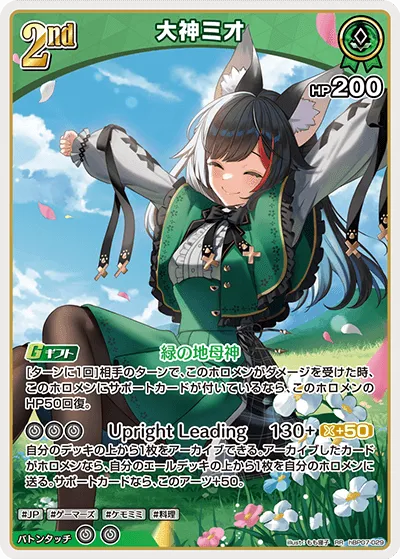 2nd
大神ミオ
HP200
Gギフト 緑の地母神
[ターンに1回]相手のターンで、このホロメンがダメージを受けた時、
このホロメンにサポートカードが付いているなら、このホロメンの
HP50回復。
Upright Leading 130+ +50
自分のデッキの上から1枚をアーカイブできる。アーカイブしたカード
がホロメンなら、自分のエールデッキの上から1枚を自分のホロメンに
送る。サポートカードなら、このアーツ+50。
#JP #ゲーマーズ #ケモミミ #料理
バトンタッチ
illust:もも猫子 RR hBP07-029